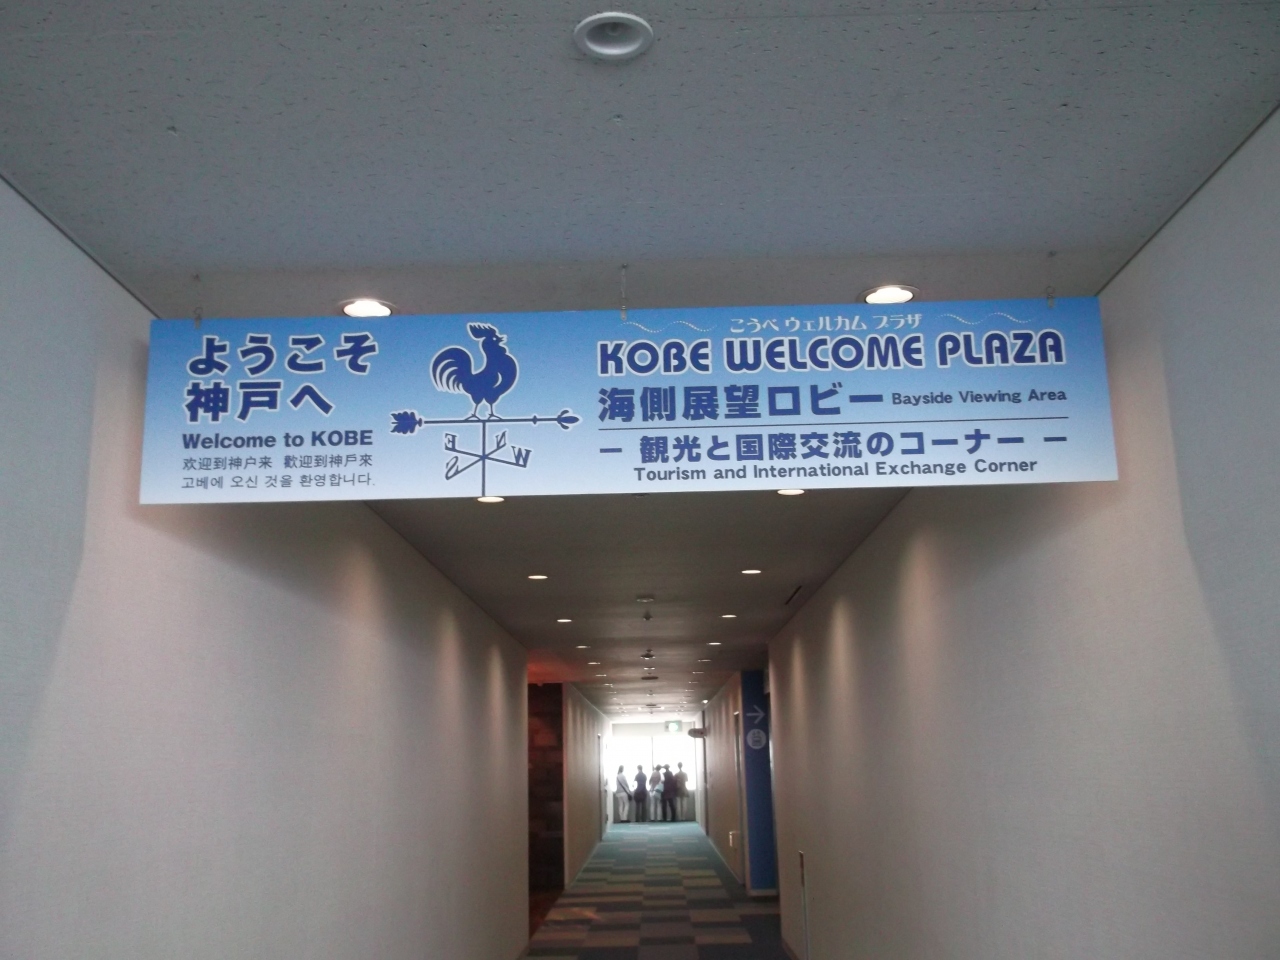 ようこそ
神戸へ
Welcome to KOBE
欢迎到神户来 歡迎到神戶來
고베에 오신 것을 환영합니다.
E
N
S
W
こうべ ウェルカム プラザ
KOBE WELCOME PLAZA
海側展望ロビー Bayside Viewing Area
― 観光と国際交流のコーナー ―
Tourism and International Exchange Corner